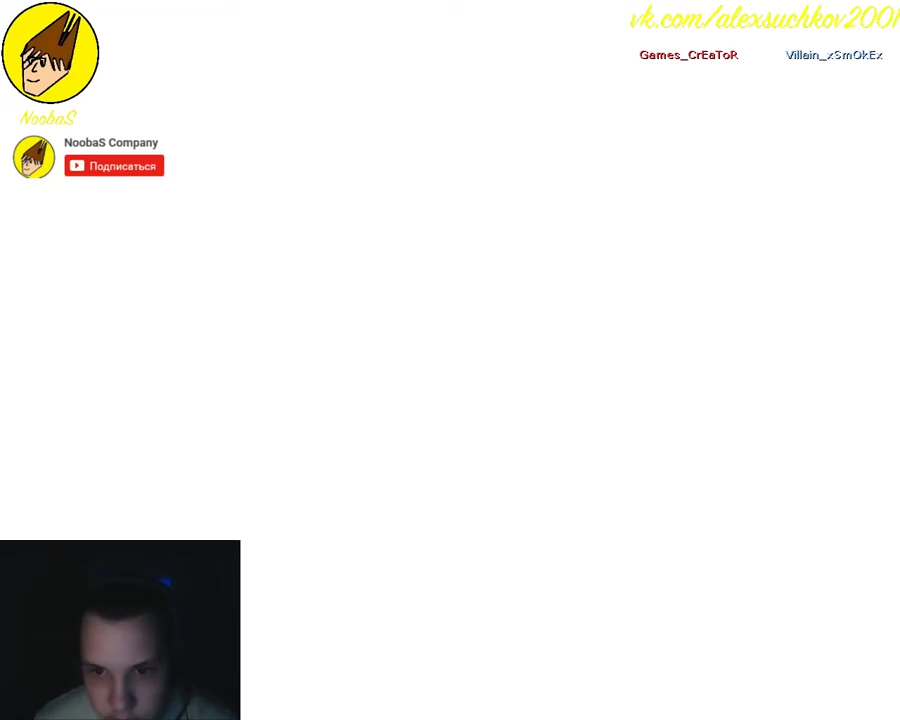 vk.com/alexsuchkov2001
Games_CrEaToR Villain_xSmOkEx
NoobaS
NoobaS Company
Подписаться